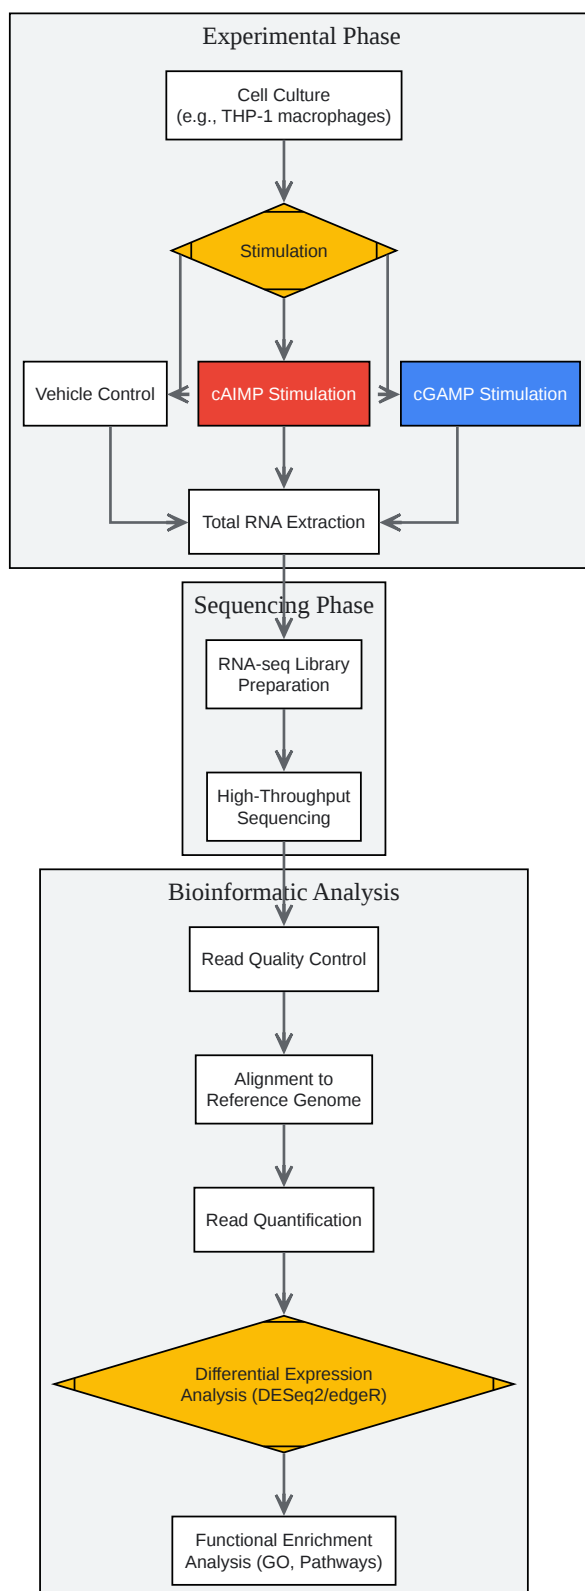 Experimental Phase
Cell Culture
(e.g., THP-1 macrophages)
Stimulation
Vehicle Control
cAIMP Stimulation
cGAMP Stimulation
Total RNA Extraction
Sequencing Phase
RNA-seq Library
Preparation
High-Throughput
Sequencing
Bioinformatic Analysis
Read Quality Control
Alignment to
Reference Genome
Read Quantification
Differential Expression
Analysis (DESeq2/edgeR)
Functional Enrichment
Analysis (GO, Pathways)